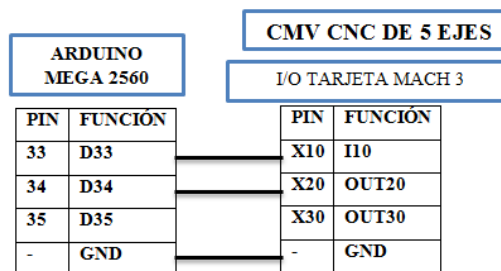 ARDUINO
MEGA 2560
PIN FUNCIÓN
33 D33
34 D34
35 D35
- GND
CMV CNC DE 5 EJES
I/O TARJETA MACH 3
PIN FUNCIÓN
X10 I10
X20 OUT20
X30 OUT30
- GND